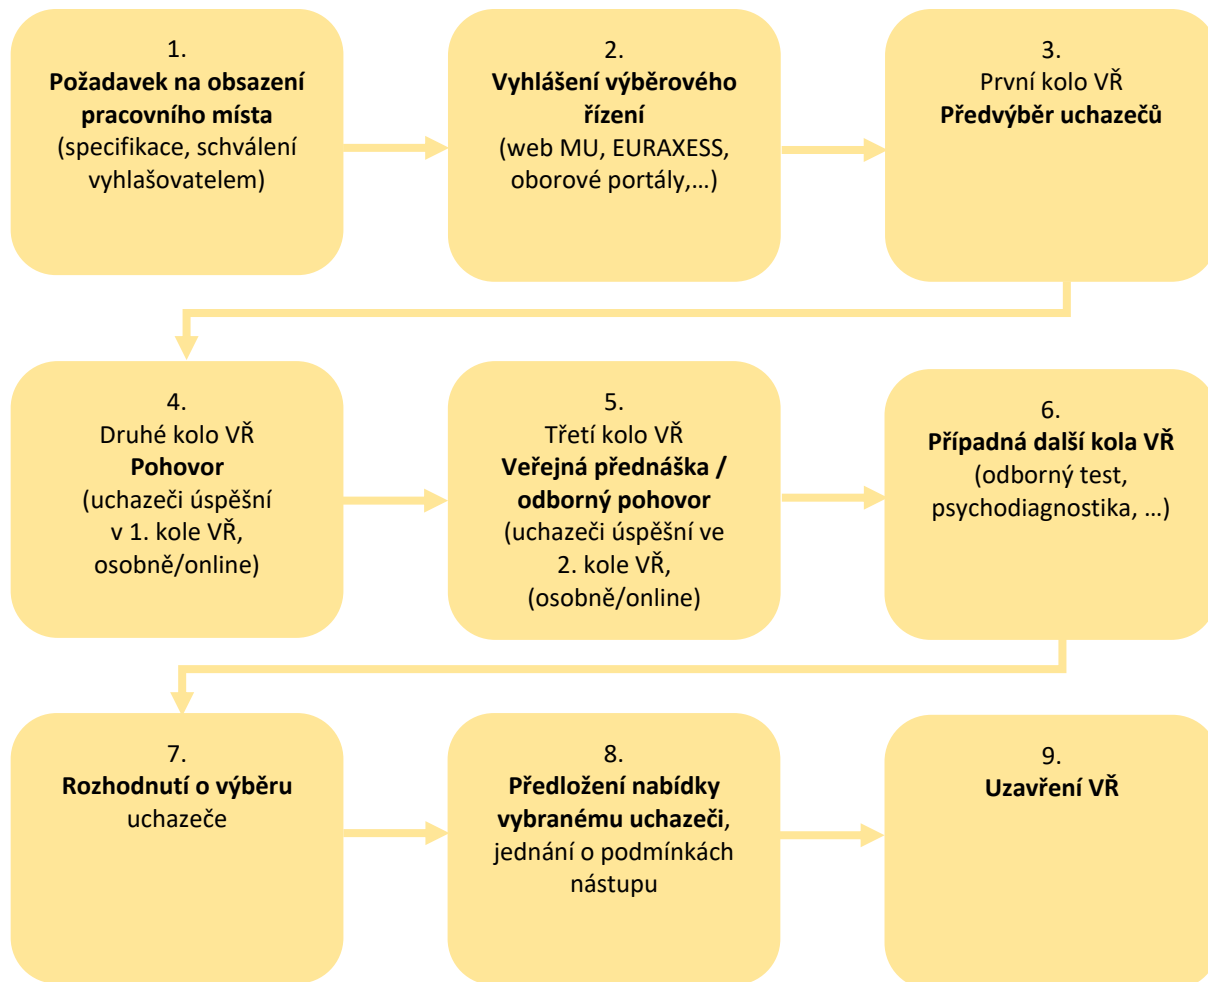 1.
Požadavek na obsazení
pracovního místa
(specifikace, schválení
vyhlašovatelem)
2.
Vyhlášení výběrového
řízení
(web MU, EURAXESS,
oborové portály,…)
3.
První kolo VŘ
Předvýběr uchazečů
4.
Druhé kolo VŘ
Pohovor
(uchazeči úspěšní
v 1. kole VŘ,
osobně/online)
5.
Třetí kolo VŘ
Veřejná přednáška /
odborný pohovor
(uchazeči úspěšní ve
2. kole VŘ,
(osobně/online)
6.
Případná další kola VŘ
(odborný test,
psychodiagnostika, …)
7.
Rozhodnutí o výběru
uchazeče
8.
Předložení nabídky
vybranému uchazeči,
jednání o podmínkách
nástupu
9.
Uzavření VŘ